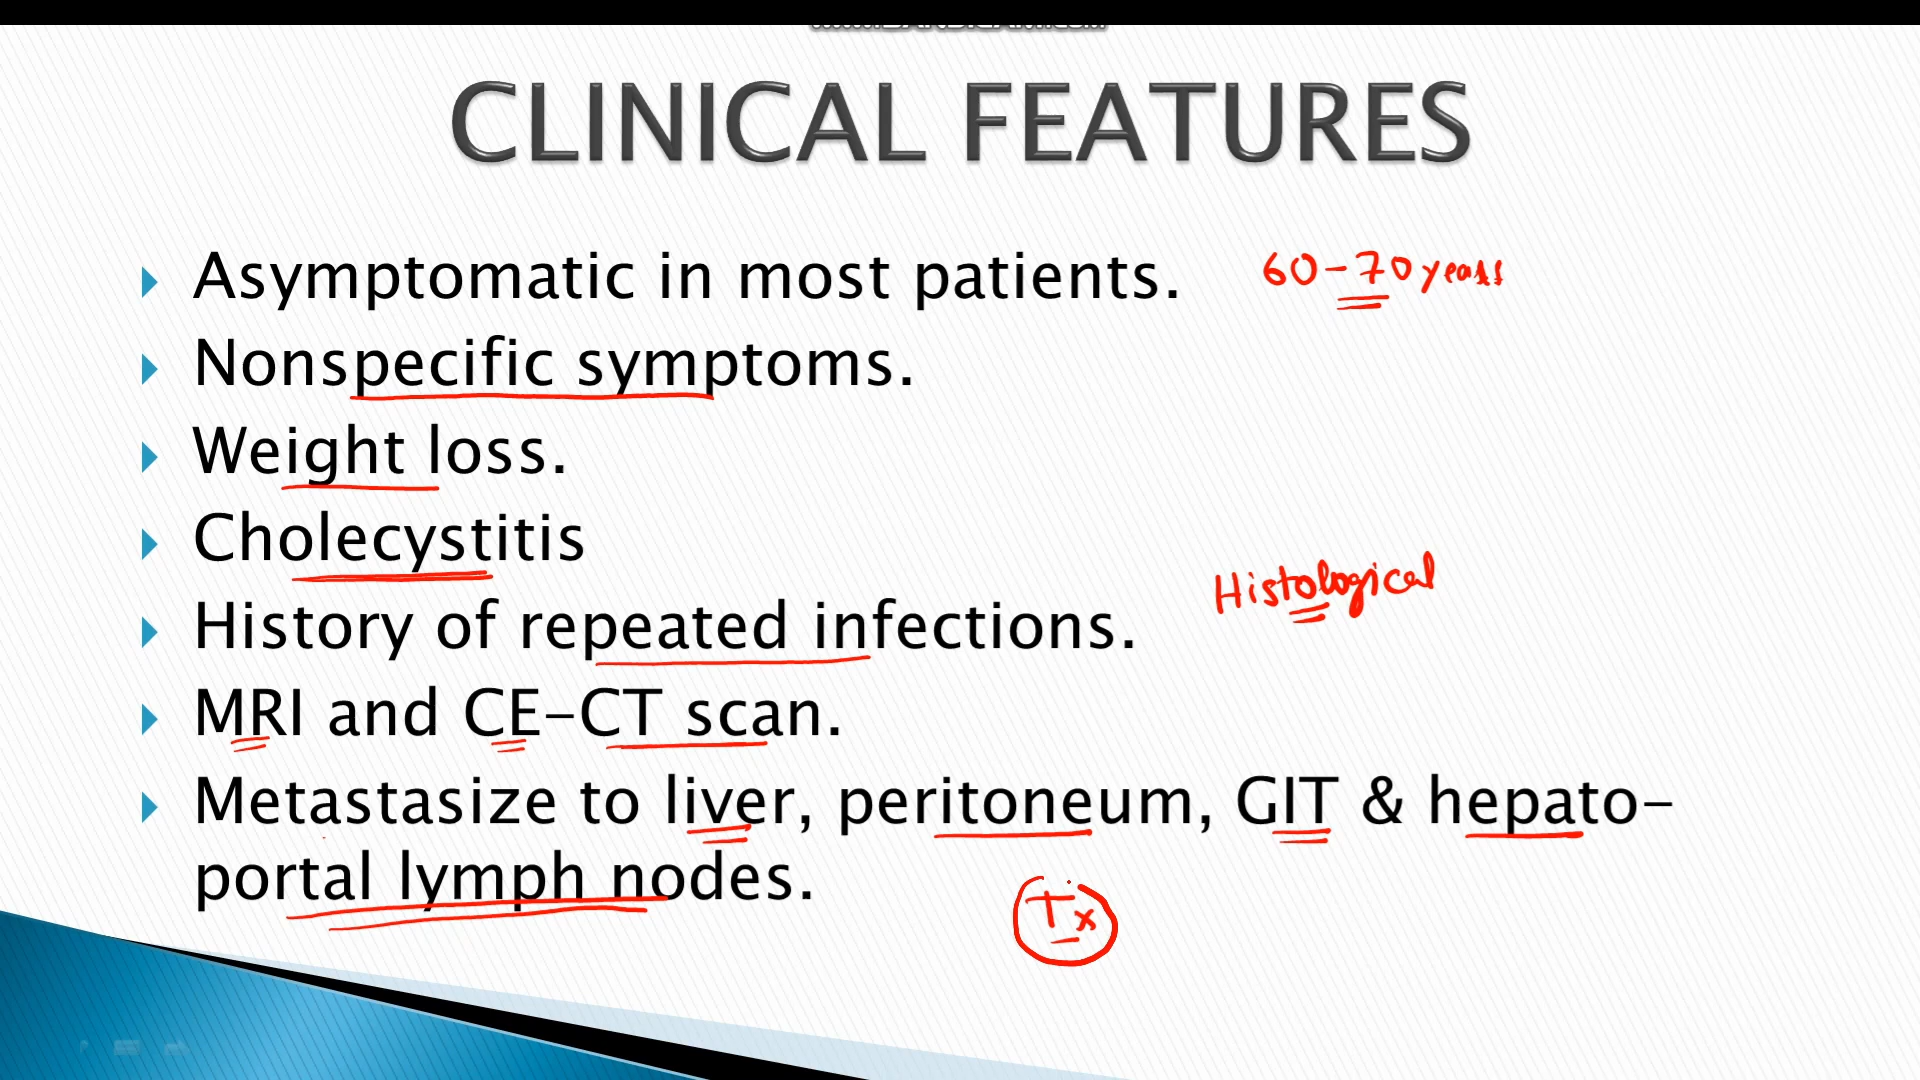 CLINICAL FEATURES
Asymptomatic in most patients. 60-70 years
Nonspecific symptoms.
Weight loss.
Cholecystitis
Histological
History of repeated infections.
MRI and CE-CT scan.
Metastasize to liver, peritoneum, GIT & hepato-
portal lymph nodes.
Tx